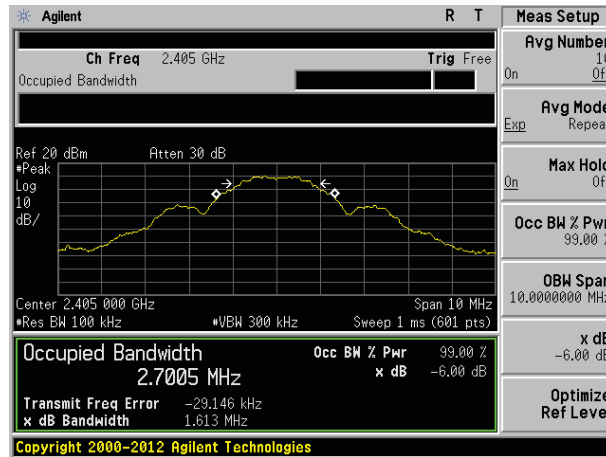 Agilent R T
Ch Freq 2.405 GHz Trig Free
Occupied Bandwidth
Ref 20 dBm Atten 30 dB
#Peak
Log
10
dB/
Center 2.405 000 GHz Span 10 MHz
#Res BW 100 kHz #VBW 300 kHz Sweep 1 ms (601 pts)
Occupied Bandwidth Occ BW % Pwr 99.00 %
2.7005 MHz x dB -6.00 dB
Transmit Freq Error -29.146 kHz
x dB Bandwidth 1.613 MHz
Copyright 2000-2012 Agilent Technologies
Meas Setup
Avg Number
On
Avg Mode
Exp Repea
Max Hold
On Of
Occ BW % Pwr
99.00 %
OBW Span
10.0000000 MHz
x dB
-6.00 dB
Optimize
Ref Leve